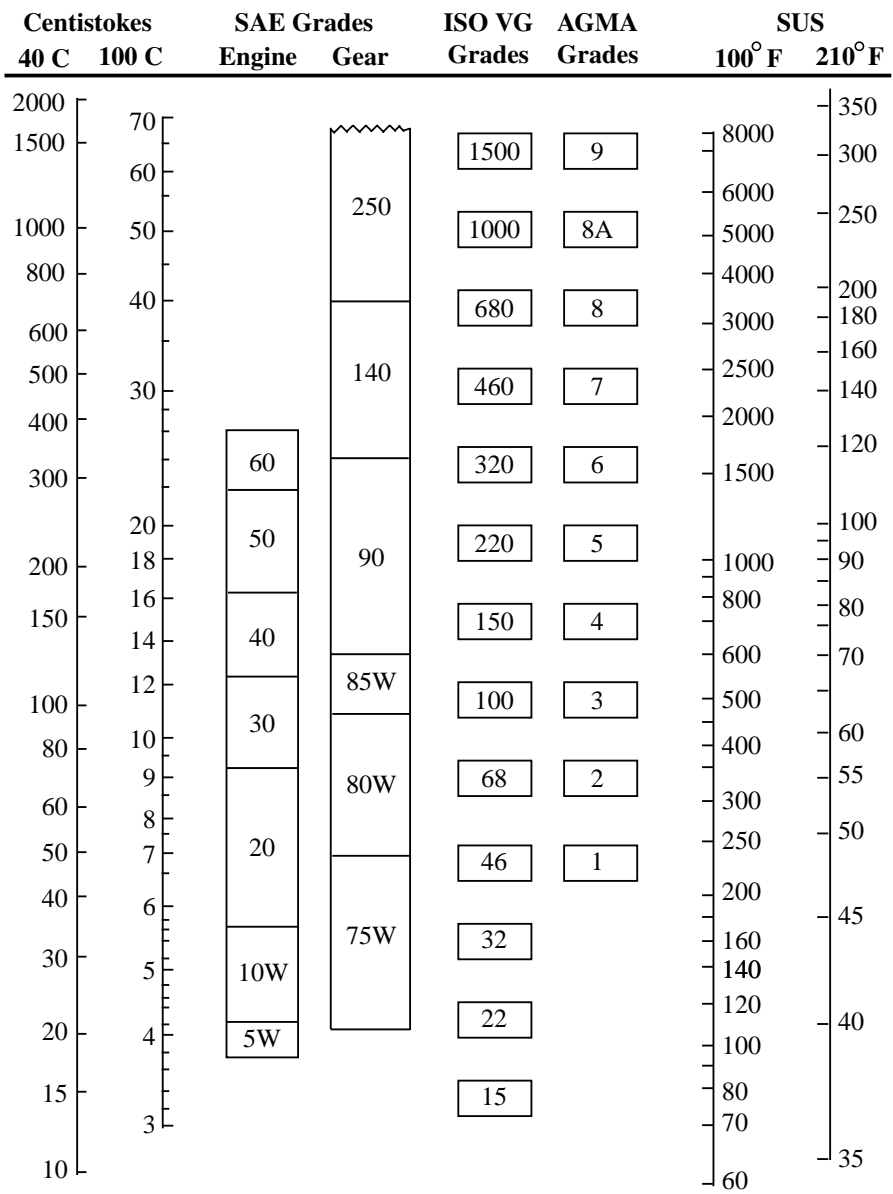 Centistokes SAE Grades ISO VG AGMA SUS
40 C 100 C Engine Gear Grades Grades 100° F 210° F
2000 350
70
1500 1500 9 8000
60 300
6000
250 250
1000 50 1000 8A 5000
800 4000
40 200
680 8 180
600 3000
160
500 140 2500
30 460 7 140
400 2000
120
60 320 6
300 1500
20 100
50 220 5
200 18 90 1000 90
16 800 80
150 150 4
14 40
600 70
12 85W
100 100 3 500
30 60
80 10 400
9 80W 68 2 55
60 300
8 50
20 250
50 7 46 1
40 200
6 45
75W
32 160
30
5 10W 140
120
22 40
20 4 5W 100
15 15 80
3 70
10 35
60